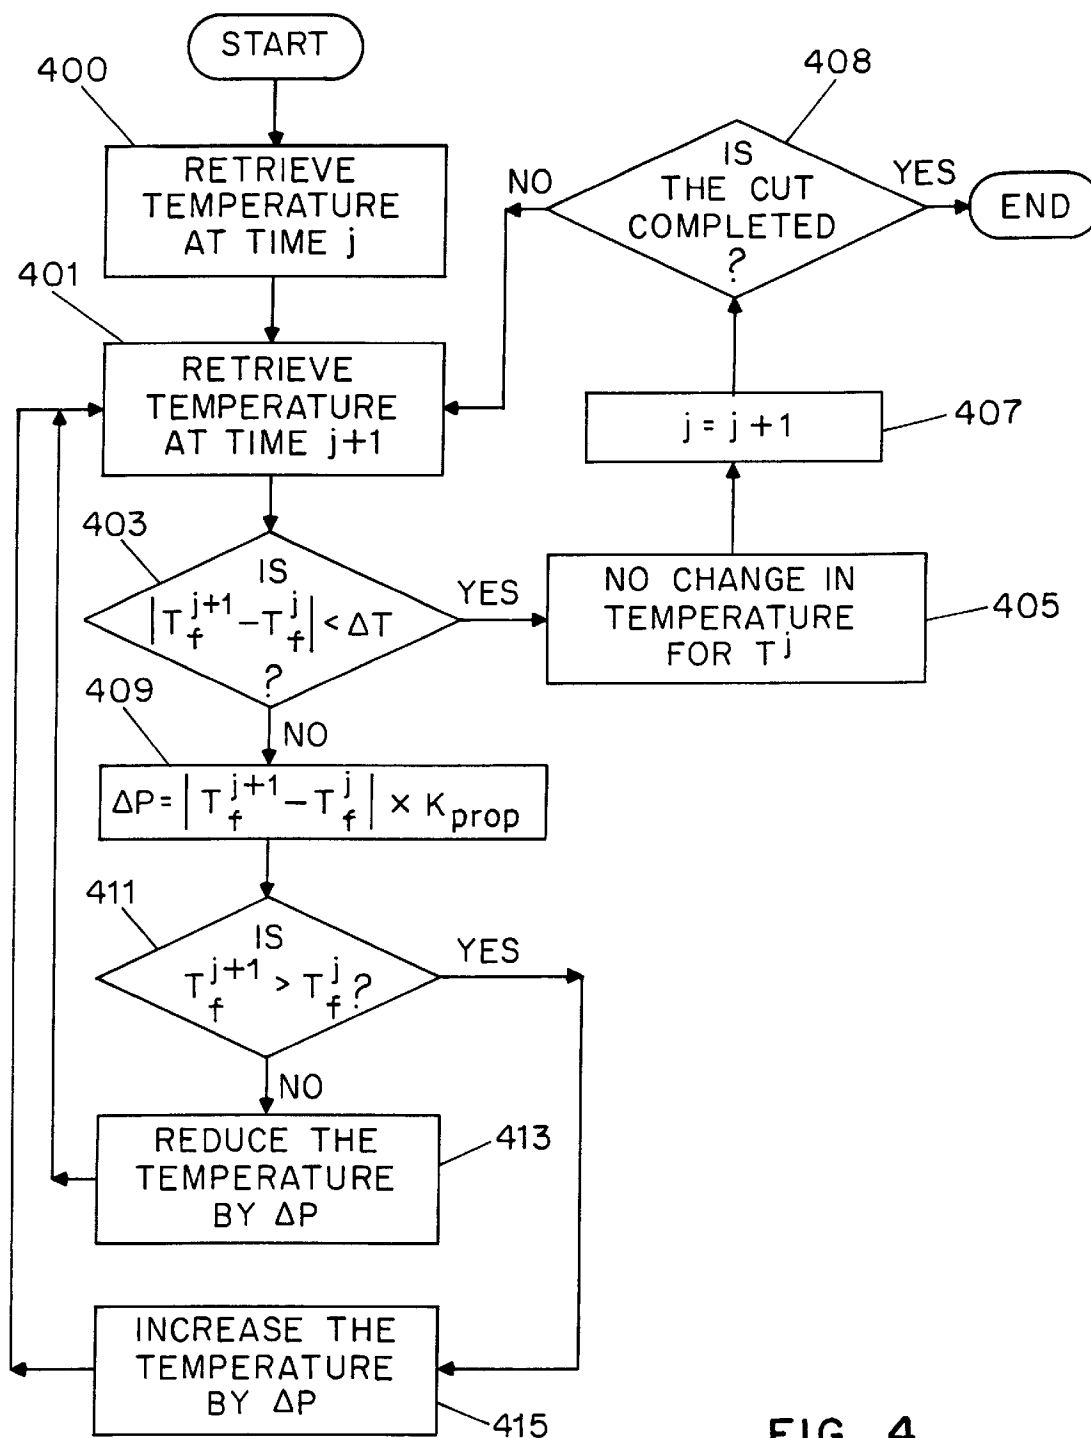 START
400
RETRIEVE
TEMPERATURE
AT TIME j
401
RETRIEVE
TEMPERATURE
AT TIME j+1
403
IS
|T_f^{j+1} - T_f^j| < ΔT
?
YES
NO
409
ΔP = |T_f^{j+1} - T_f^j| × K_prop
411
IS
T_f^{j+1} > T_f^j ?
YES
NO
REDUCE THE
TEMPERATURE
BY ΔP
413
INCREASE THE
TEMPERATURE
BY ΔP
415
NO CHANGE IN
TEMPERATURE
FOR T^j
405
j = j+1
407
408
IS
THE CUT
COMPLETED
?
NO
YES
END
FIG. 4